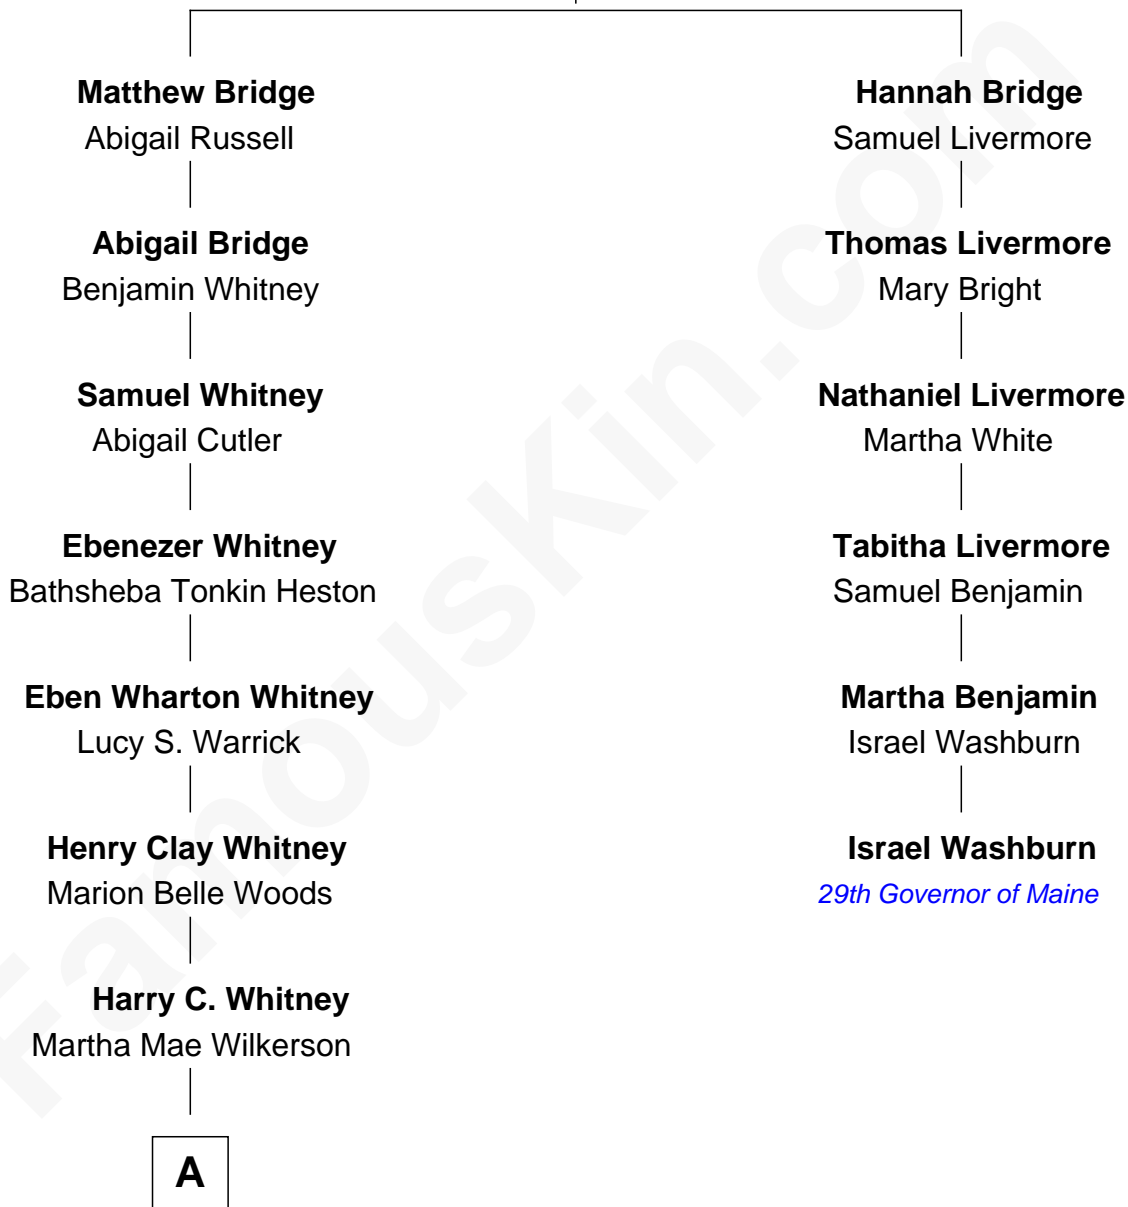 Matthew Bridge
Abigail Russell
Abigail Bridge
Benjamin Whitney
Samuel Whitney
Abigail Cutler
Ebenezer Whitney
Bathsheba Tonkin Heston
Eben Wharton Whitney
Lucy S. Warrick
Henry Clay Whitney
Marion Belle Woods
Harry C. Whitney
Martha Mae Wilkerson
A
Hannah Bridge
Samuel Livermore
Thomas Livermore
Mary Bright
Nathaniel Livermore
Martha White
Tabitha Livermore
Samuel Benjamin
Martha Benjamin
Israel Washburn
Israel Washburn
29th Governor of Maine
FamousKin.com